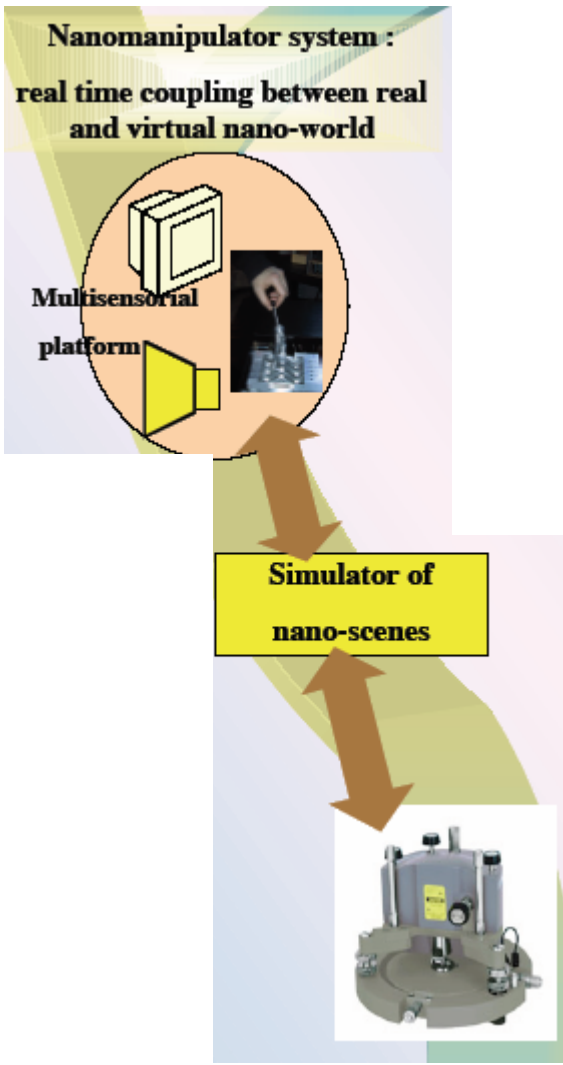 Nanomanipulator system :
real time coupling between real
and virtual nano-world
Multisensorial
platform
Simulator of
nano-scenes